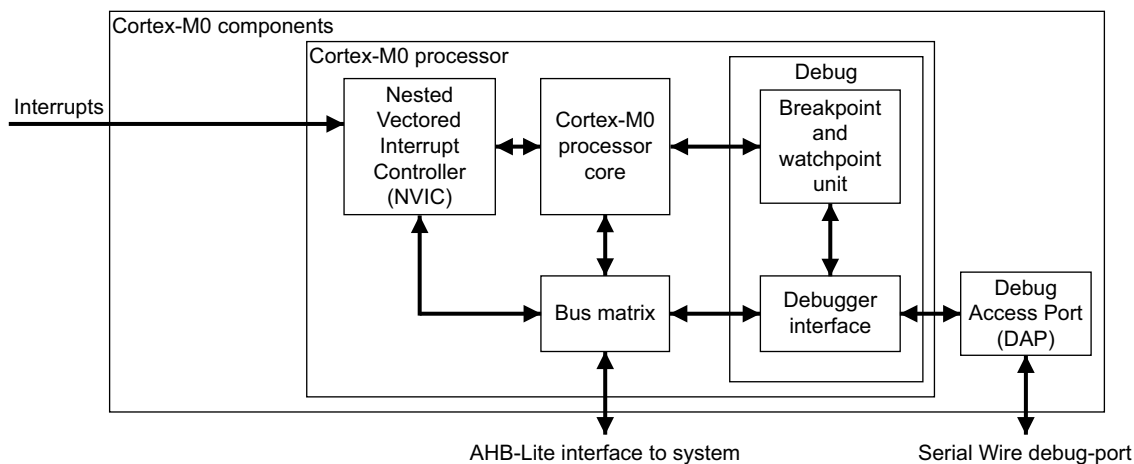 Cortex-M0 components
Cortex-M0 processor
Debug
Interrupts
Nested
Vectored
Interrupt
Controller
(NVIC)
Cortex-M0
processor
core
Breakpoint
and
watchpoint
unit
Bus matrix
Debugger
interface
Debug
Access Port
(DAP)
AHB-Lite interface to system
Serial Wire debug-port